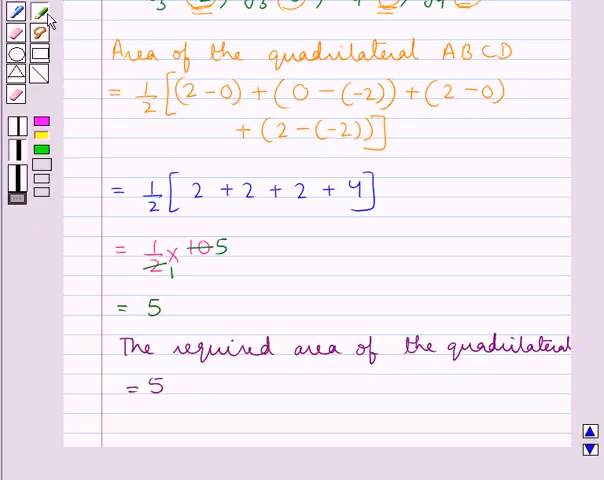 Area of the quadrilateral ABCD
= 1/2 [(2-0) + (0-(-2)) + (2-0)
+ (2-(-2))]
= 1/2 [ 2 + 2 + 2 + 4 ]
= 1/2 x 10 5
1
= 5
The required area of the quadrilateral
= 5